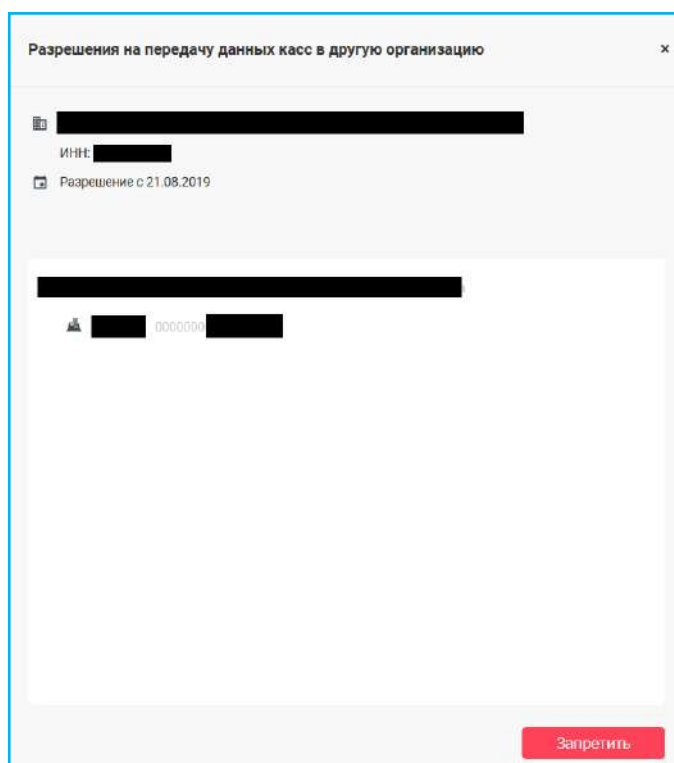 Разрешения на передачу данных касс в другую организацию ×
ИНН:
Разрешение с 21.08.2019
0000000
Запретить